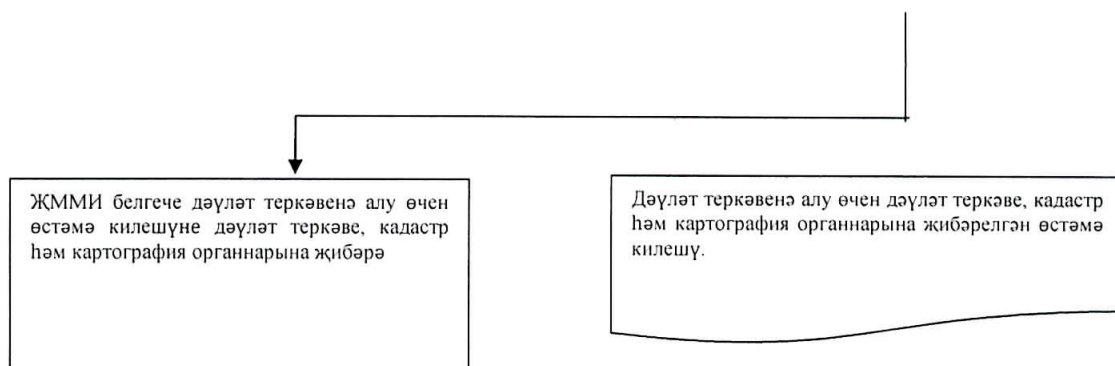 ҖММИ белгече дәүләт теркәвенә алу өчен
өстәмә килешүне дәүләт теркәве, кадастр
һәм картография органнарына җибәрә
Дәүләт теркәвенә алу өчен дәүләт теркәве, кадастр
һәм картография органнарына җибәрелгән өстәмә
килешү.